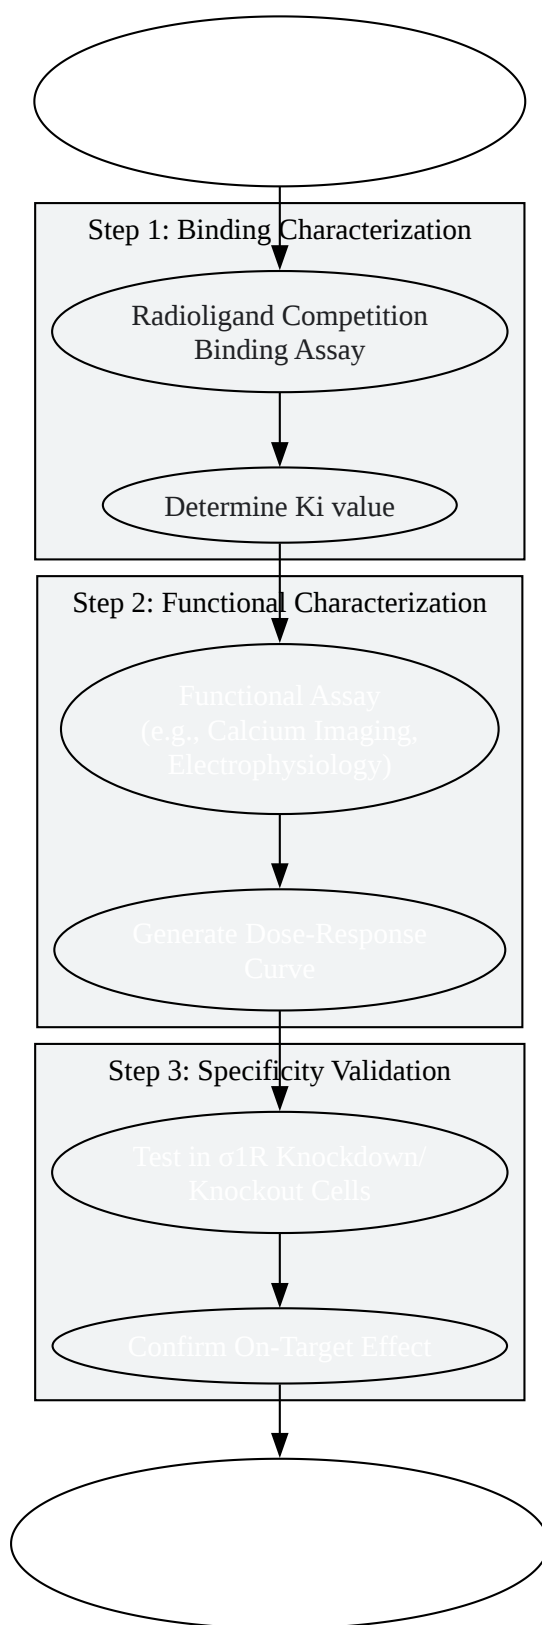 Step 1: Binding Characterization
Radioligand Competition
Binding Assay
Determine Ki value
Step 2: Functional Characterization
Functional Assay
(e.g., Calcium Imaging,
Electrophysiology)
Generate Dose-Response
Curve
Step 3: Specificity Validation
Test in σ1R Knockdown/
Knockout Cells
Confirm On-Target Effect